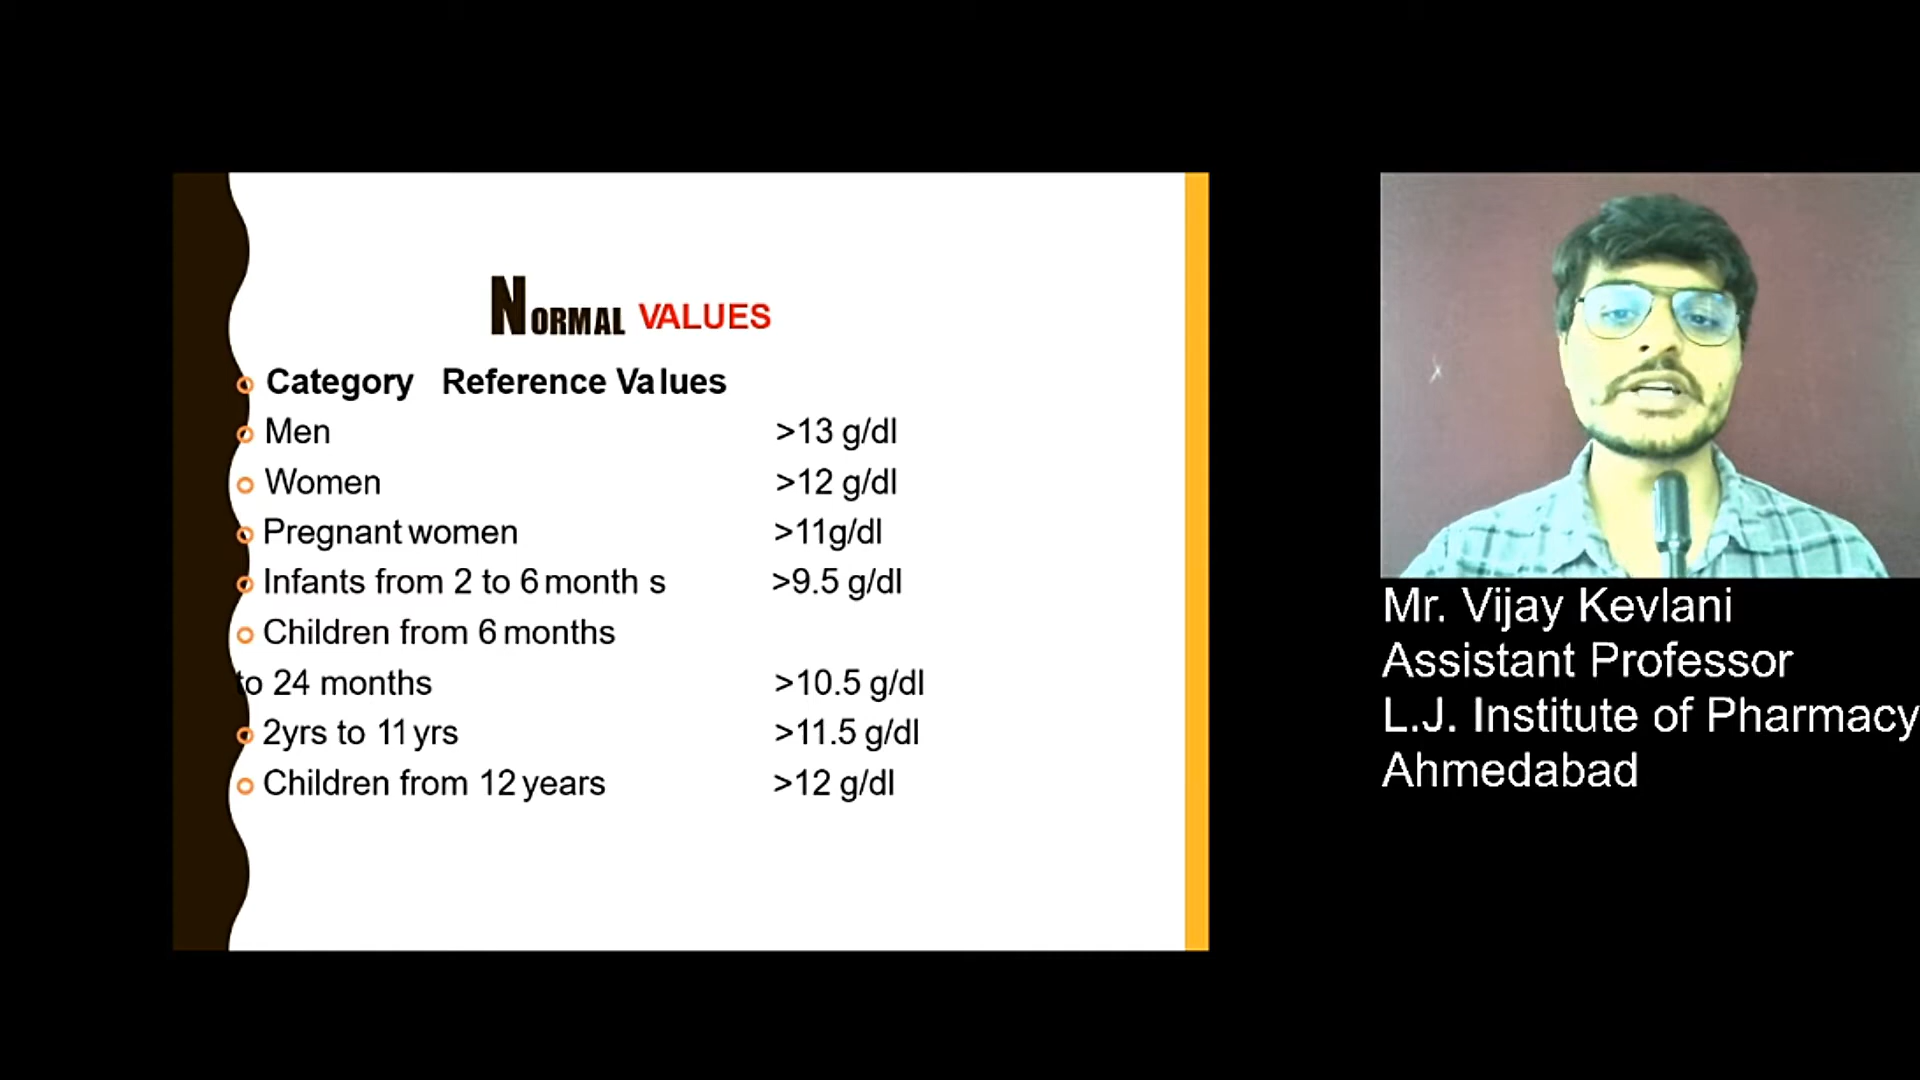 NORMAL VALUES
Category Reference Values
Men >13 g/dl
Women >12 g/dl
Pregnant women >11g/dl
Infants from 2 to 6 month s >9.5 g/dl
Children from 6 months
to 24 months >10.5 g/dl
2yrs to 11 yrs >11.5 g/dl
Children from 12 years >12 g/dl
Mr. Vijay Kevlani
Assistant Professor
L.J. Institute of Pharmacy
Ahmedabad